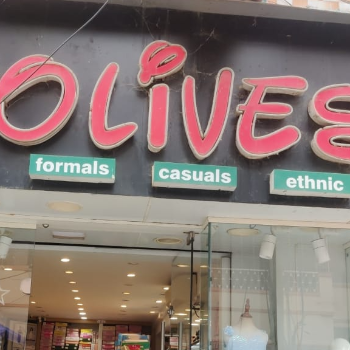 OLiVES
formals casuals ethnic